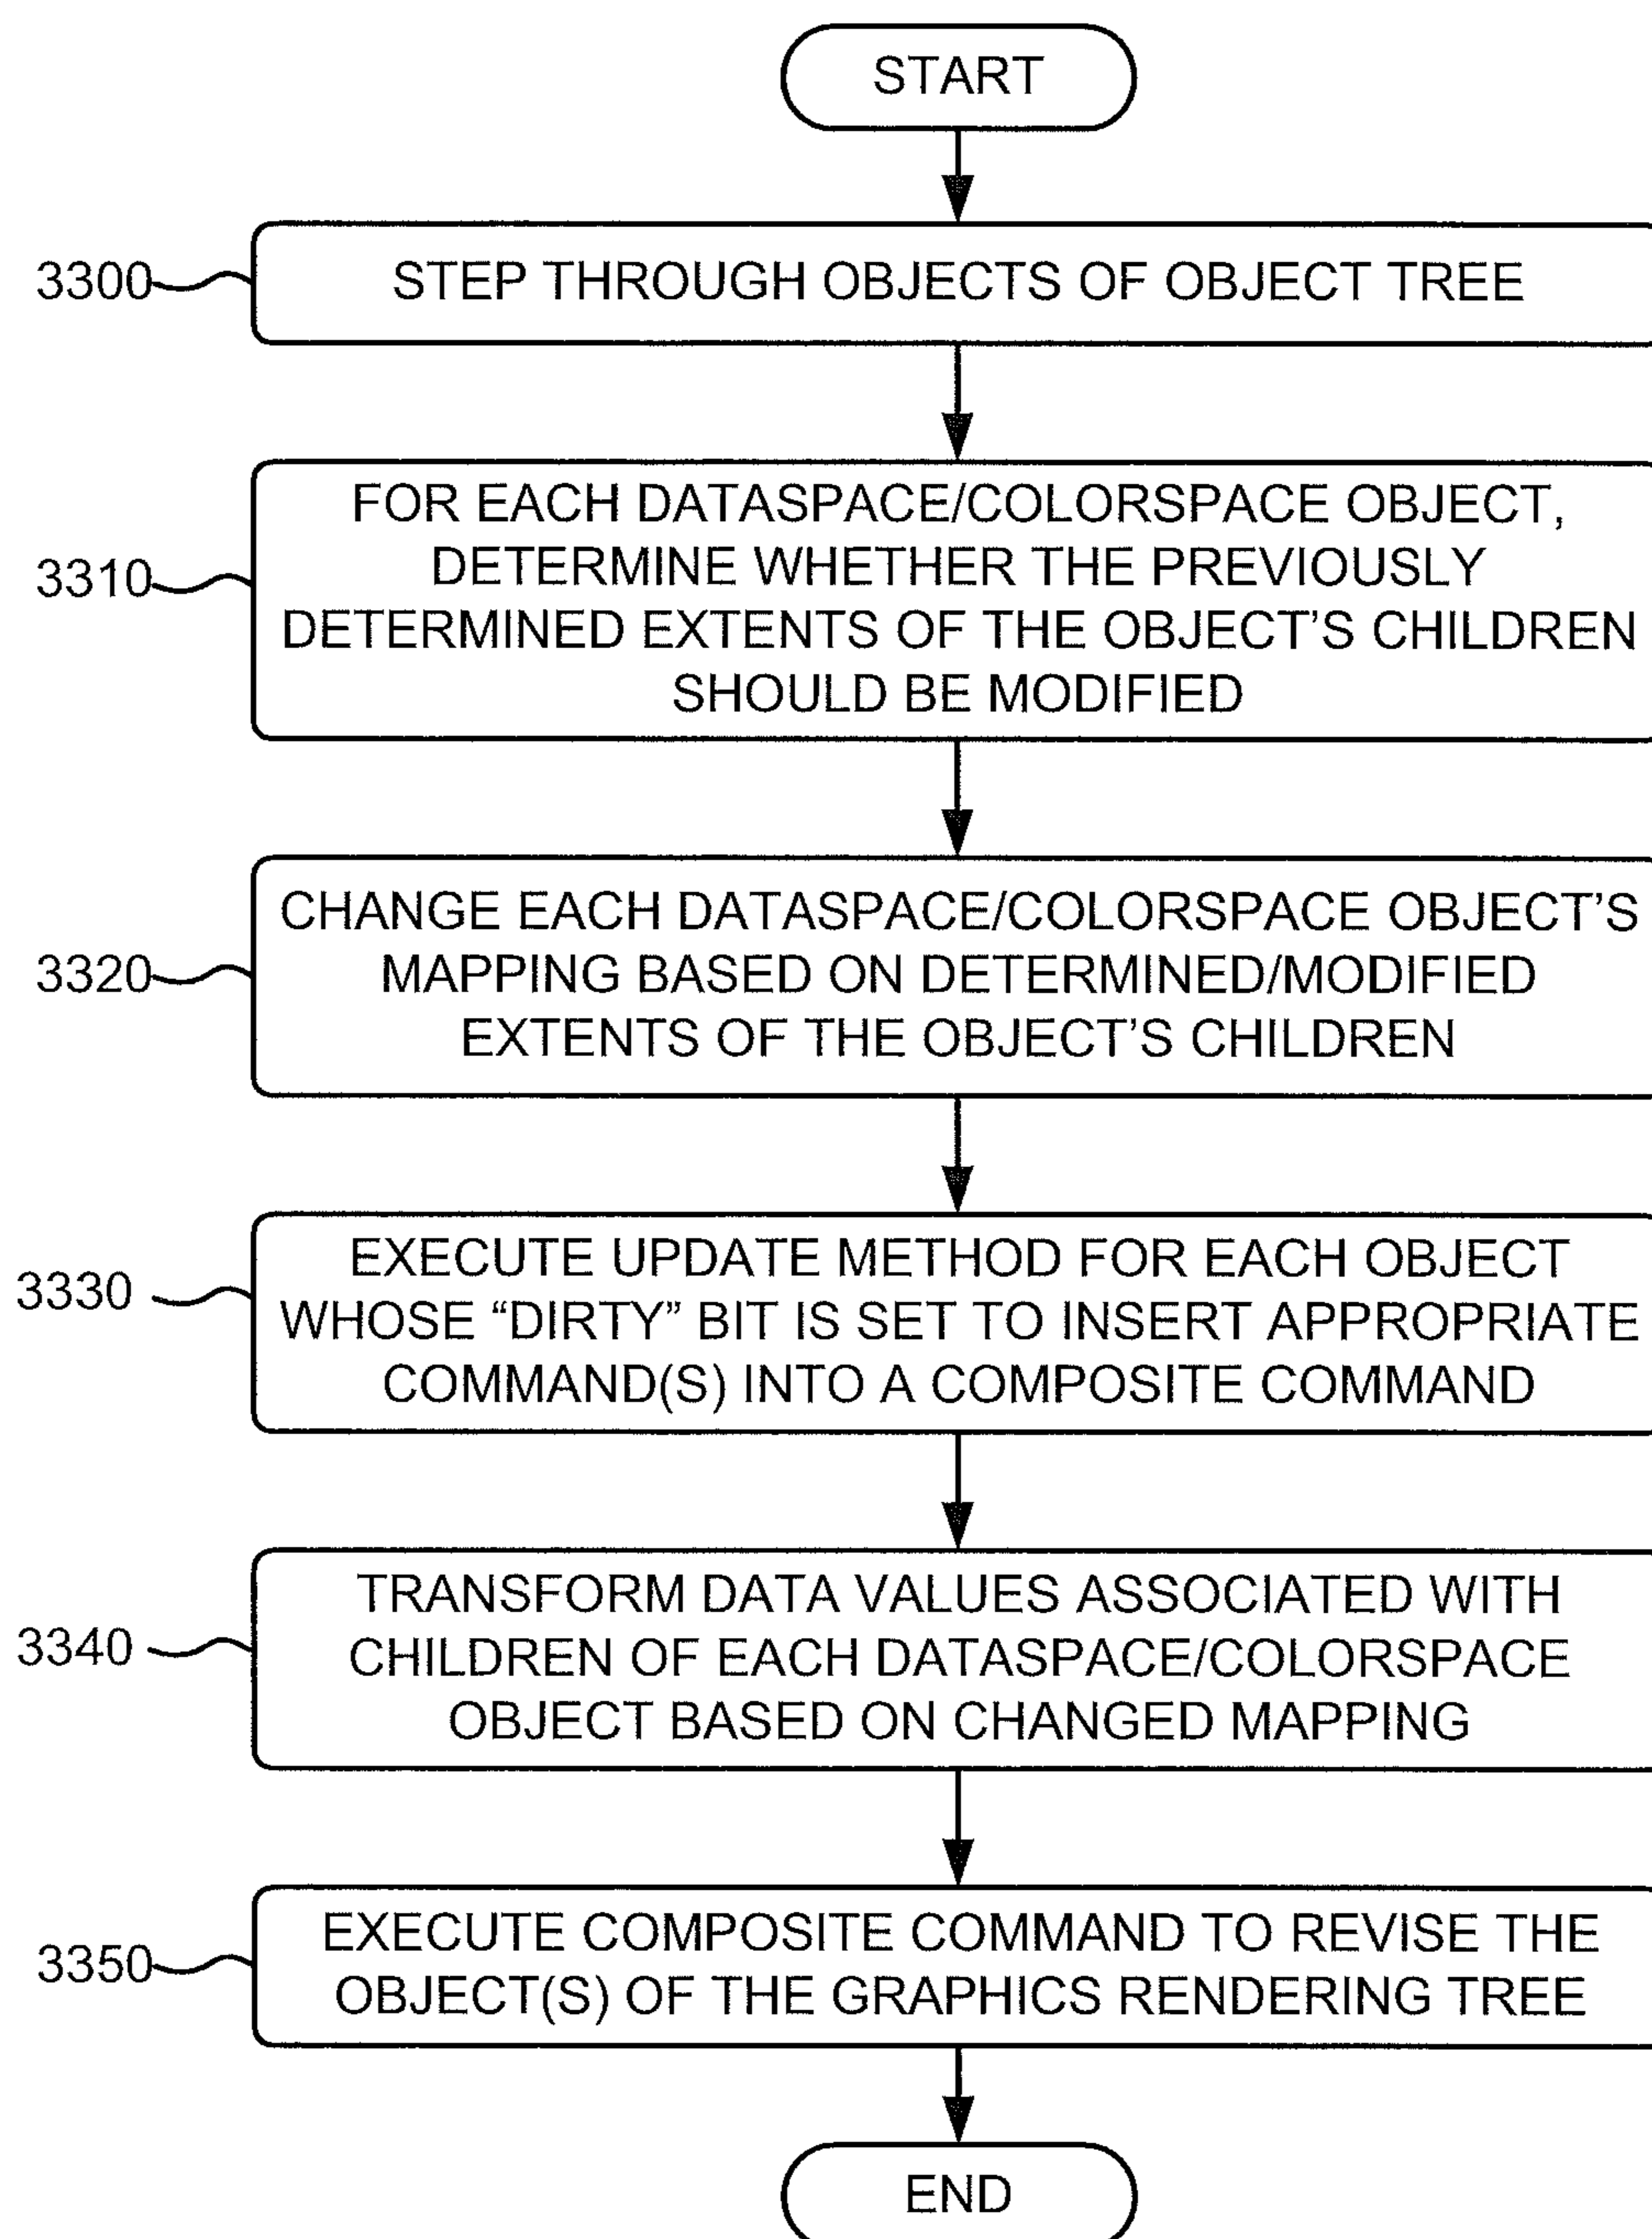 START
3300
STEP THROUGH OBJECTS OF OBJECT TREE
3310
FOR EACH DATASPACE/COLORSPACE OBJECT,
DETERMINE WHETHER THE PREVIOUSLY
DETERMINED EXTENTS OF THE OBJECT’S CHILDREN
SHOULD BE MODIFIED
3320
CHANGE EACH DATASPACE/COLORSPACE OBJECT’S
MAPPING BASED ON DETERMINED/MODIFIED
EXTENTS OF THE OBJECT’S CHILDREN
3330
EXECUTE UPDATE METHOD FOR EACH OBJECT
WHOSE “DIRTY” BIT IS SET TO INSERT APPROPRIATE
COMMAND(S) INTO A COMPOSITE COMMAND
3340
TRANSFORM DATA VALUES ASSOCIATED WITH
CHILDREN OF EACH DATASPACE/COLORSPACE
OBJECT BASED ON CHANGED MAPPING
3350
EXECUTE COMPOSITE COMMAND TO REVISE THE
OBJECT(S) OF THE GRAPHICS RENDERING TREE
END